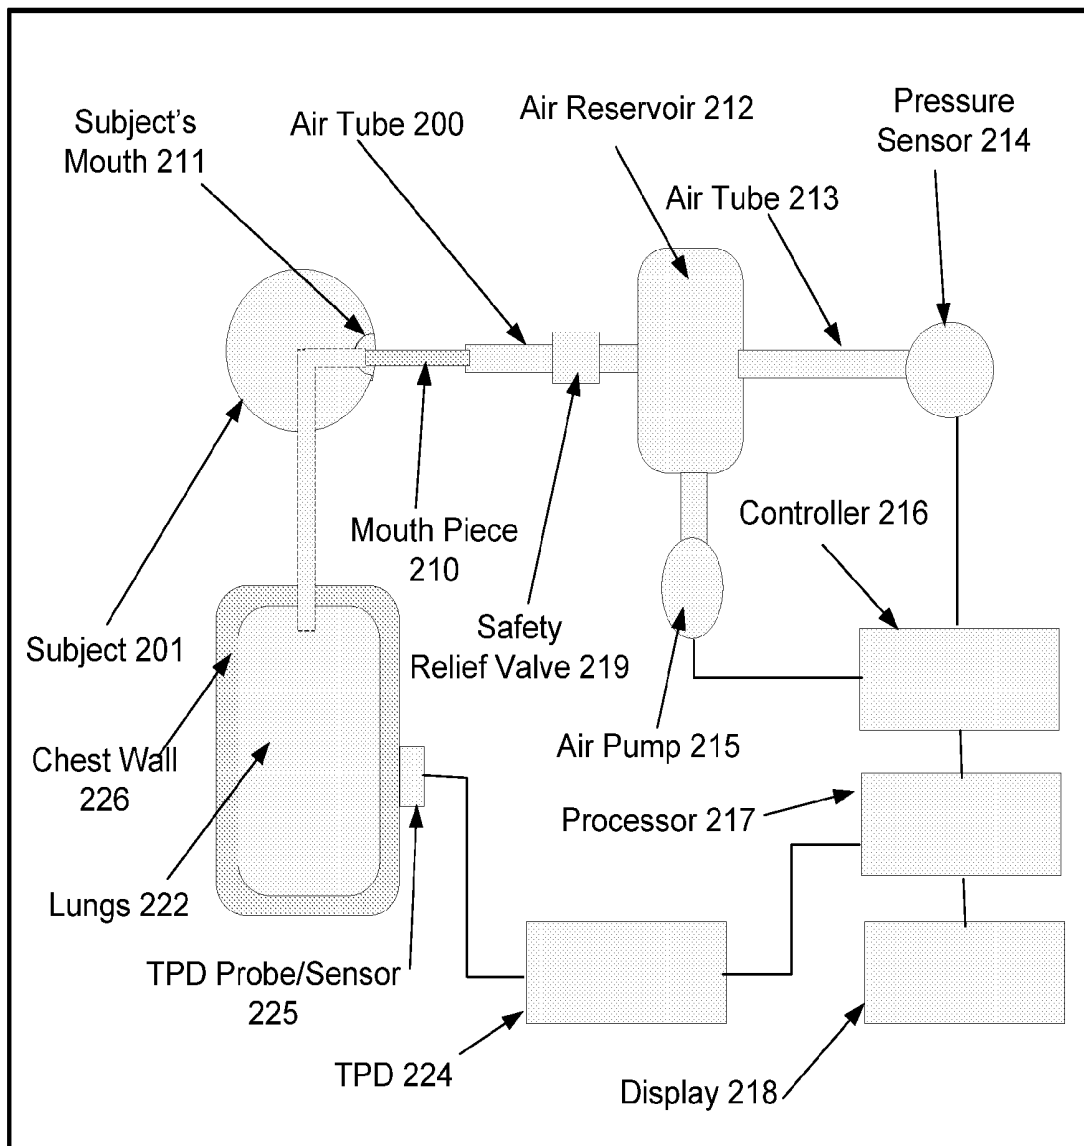 Subject's
Mouth 211
Air Tube 200
Air Reservoir 212
Pressure
Sensor 214
Air Tube 213
Mouth Piece
210
Controller 216
Subject 201
Safety
Relief Valve 219
Air Pump 215
Chest Wall
226
Processor 217
Lungs 222
TPD Probe/Sensor
225
TPD 224
Display 218